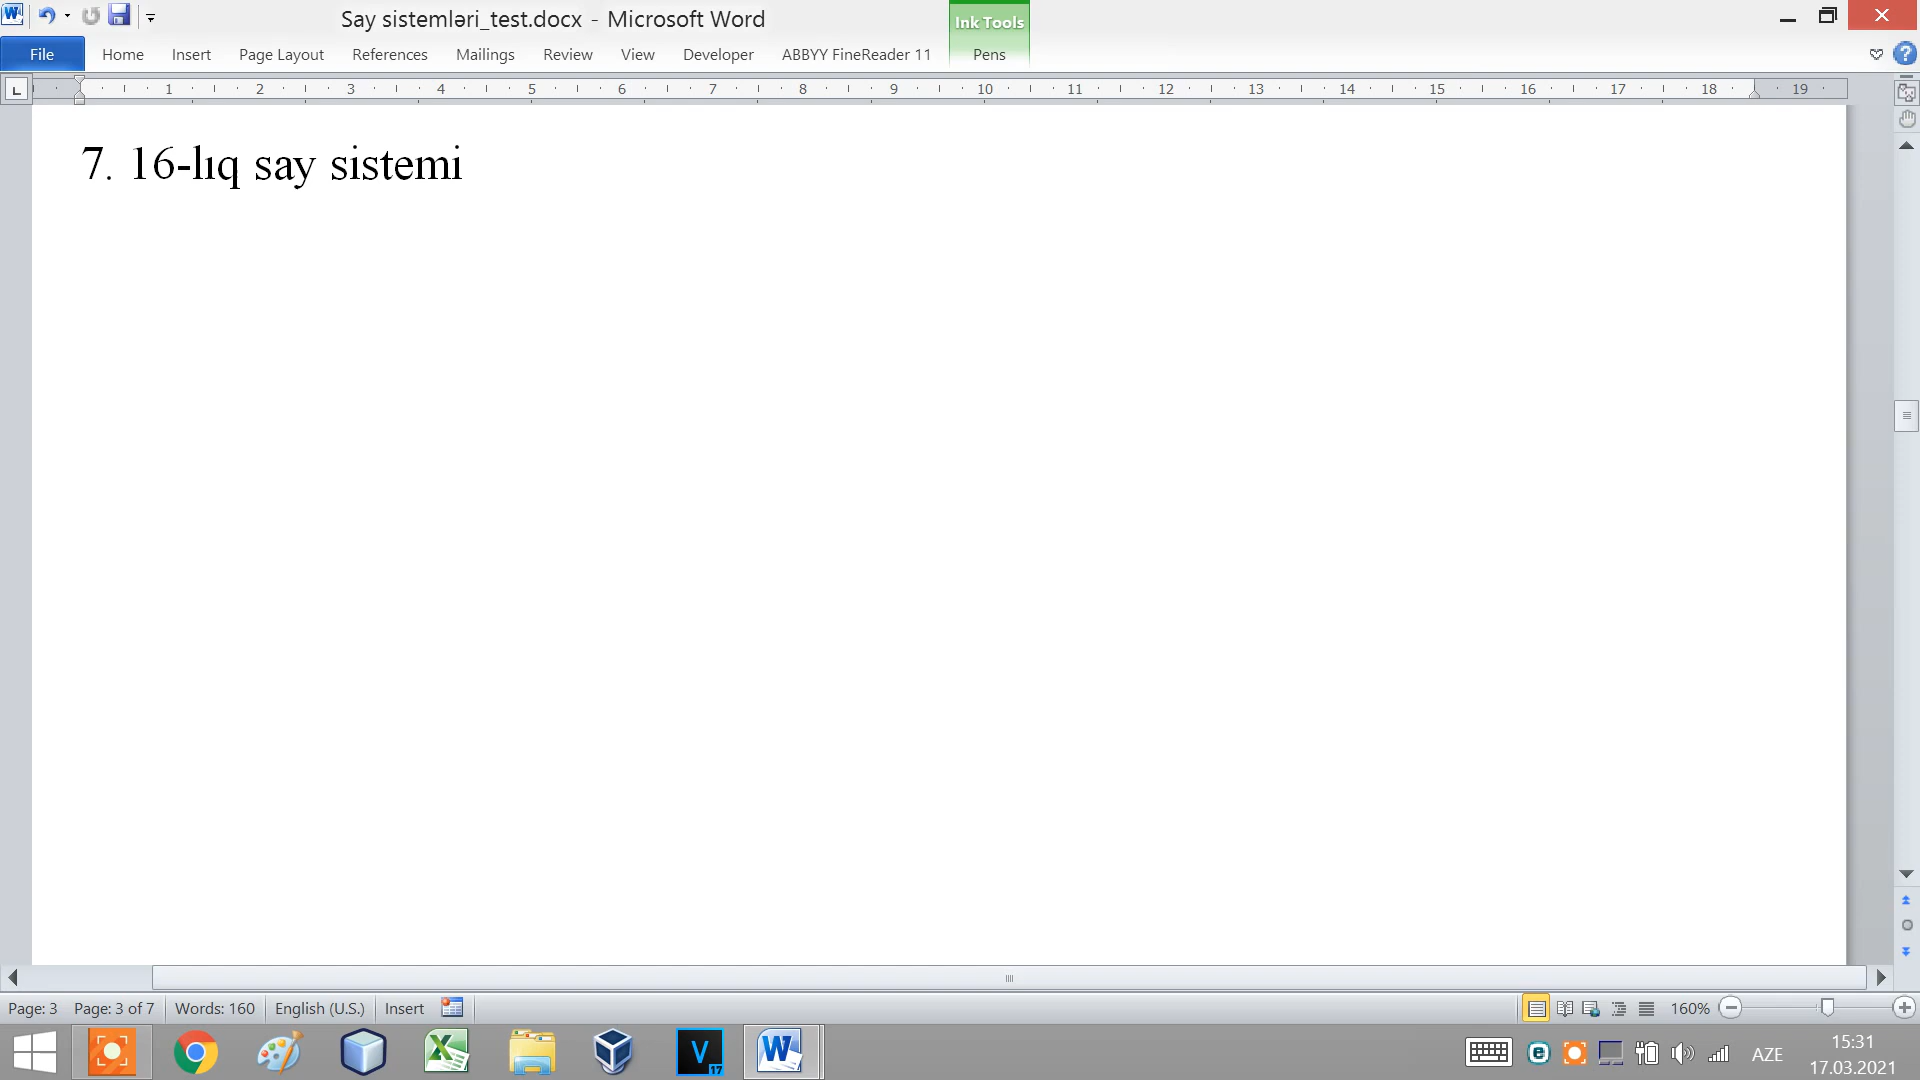 Say sistemləri_test.docx - Microsoft Word
Ink Tools
File Home Insert Page Layout References Mailings Review View Developer ABBYY FineReader 11 Pens
1 2 3 4 5 6 7 8 9 10 11 12 13 14 15 16 17 18 19
7. 16-lıq say sistemi
Page: 3 Page: 3 of 7 Words: 160 English (U.S.) Insert 160%
AZE
15:31
17.03.2021
V
17